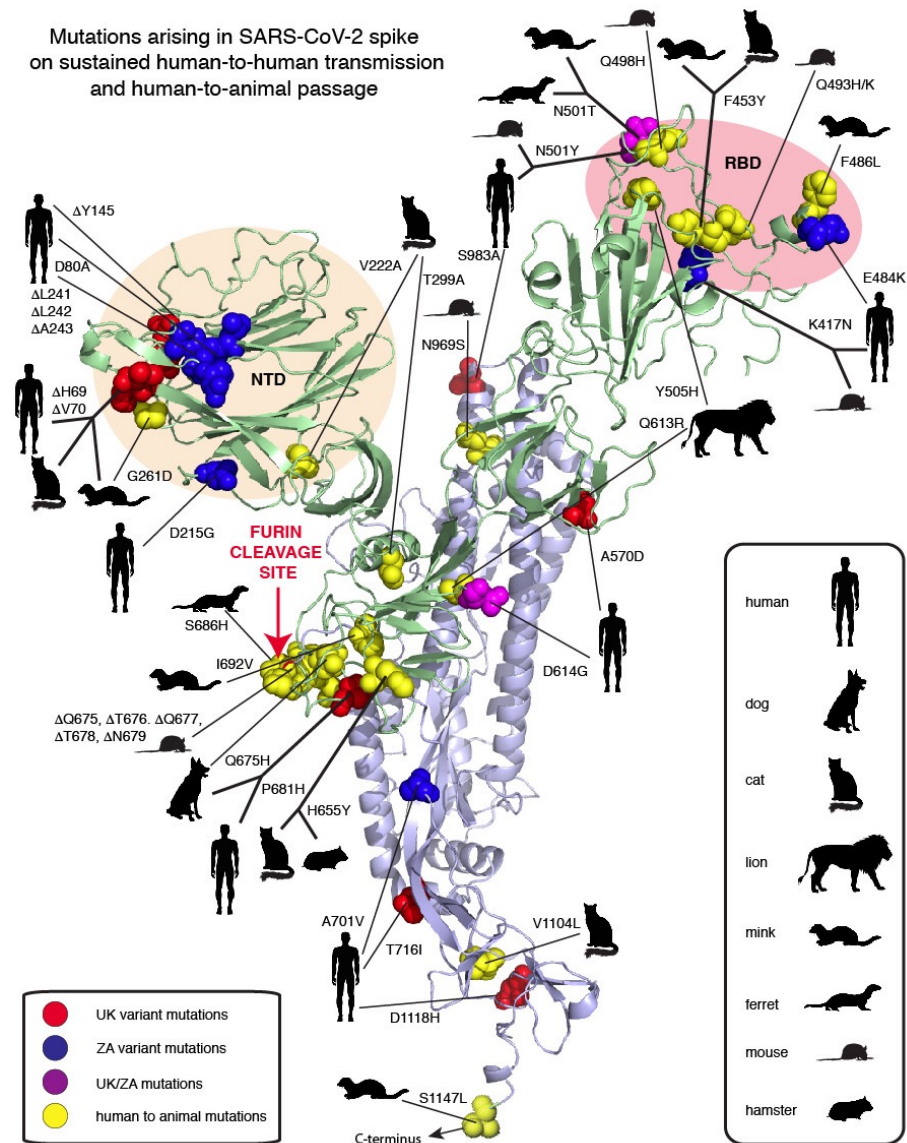 Mutations arising in SARS-CoV-2 spike
on sustained human-to-human transmission
and human-to-animal passage
Q498H
Q493H/K
N501T
F453Y
N501Y
RBD
F486L
ΔY145
V222A
S983A
T299A
D80A
E484K
ΔL241
ΔL242
ΔA243
K417N
N969S
NTD
Y505H
ΔH69
ΔV70
Q613R
G261D
D215G
FURIN
CLEAVAGE
SITE
A570D
human
S686H
I692V
D614G
dog
ΔQ675, ΔT676. ΔQ677,
ΔT678, ΔN679
Q675H
P681H
H655Y
cat
lion
A701V
V1104L
T716I
mink
D1118H
ferret
UK variant mutations
ZA variant mutations
mouse
UK/ZA mutations
S1147L
hamster
human to animal mutations
C-terminus